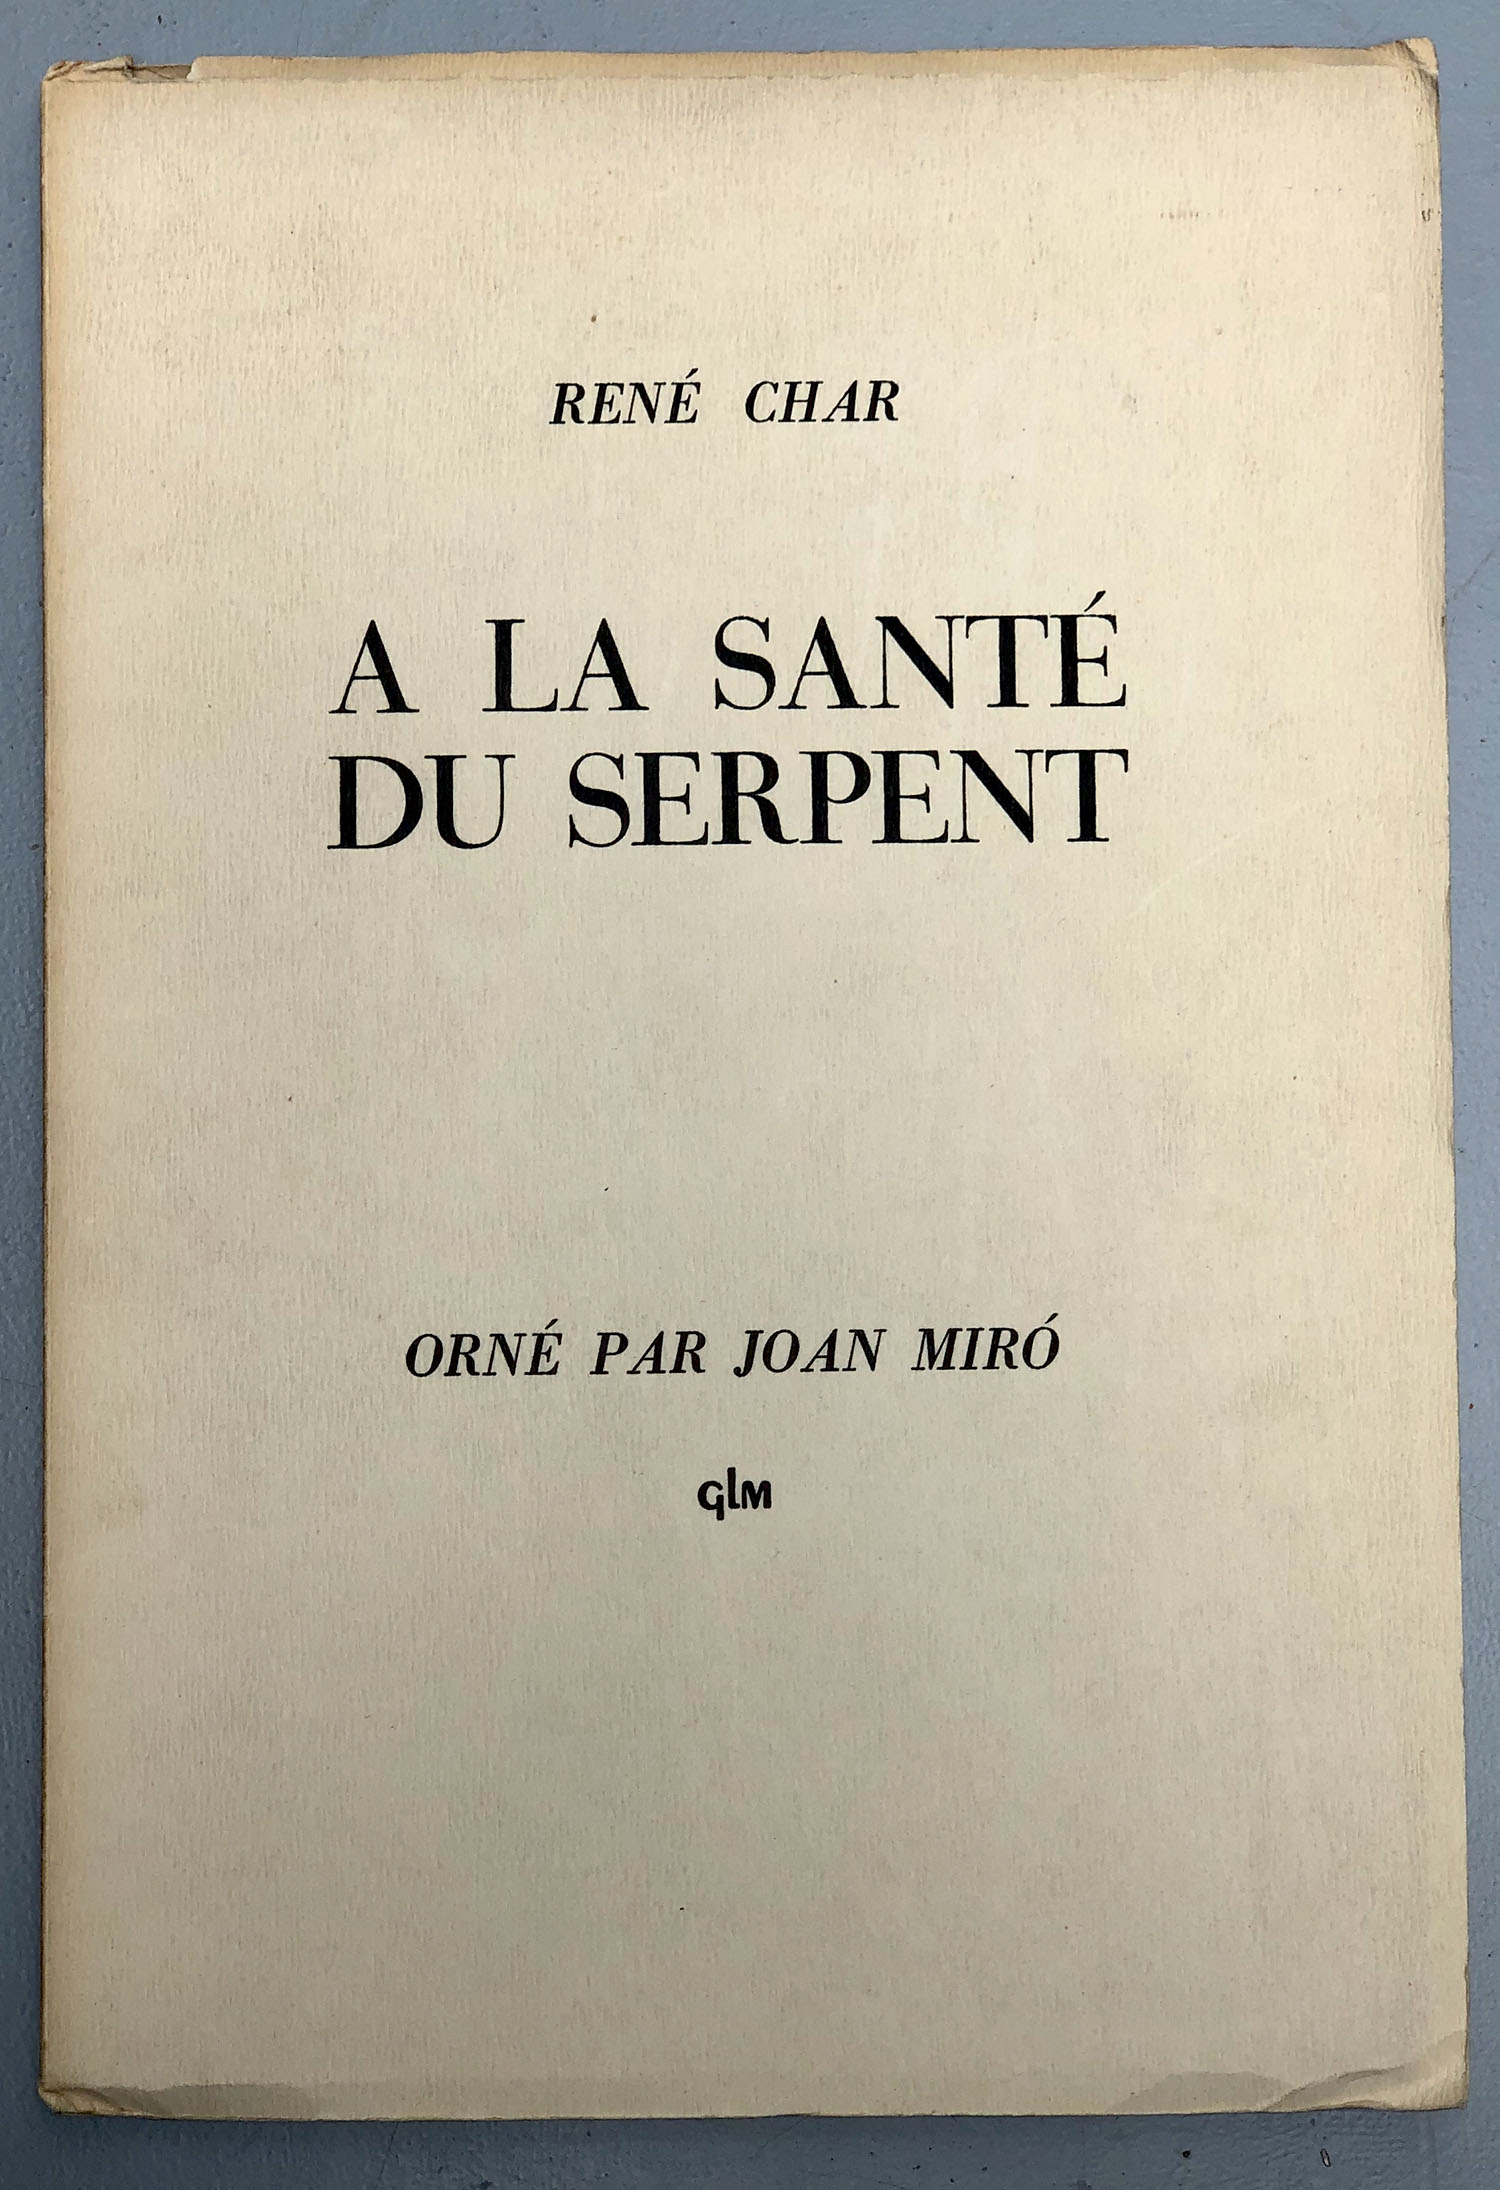 RENÉ CHAR
A LA SANTÉ
DU SERPENT
ORNÉ PAR JOAN MIRÓ
GLM